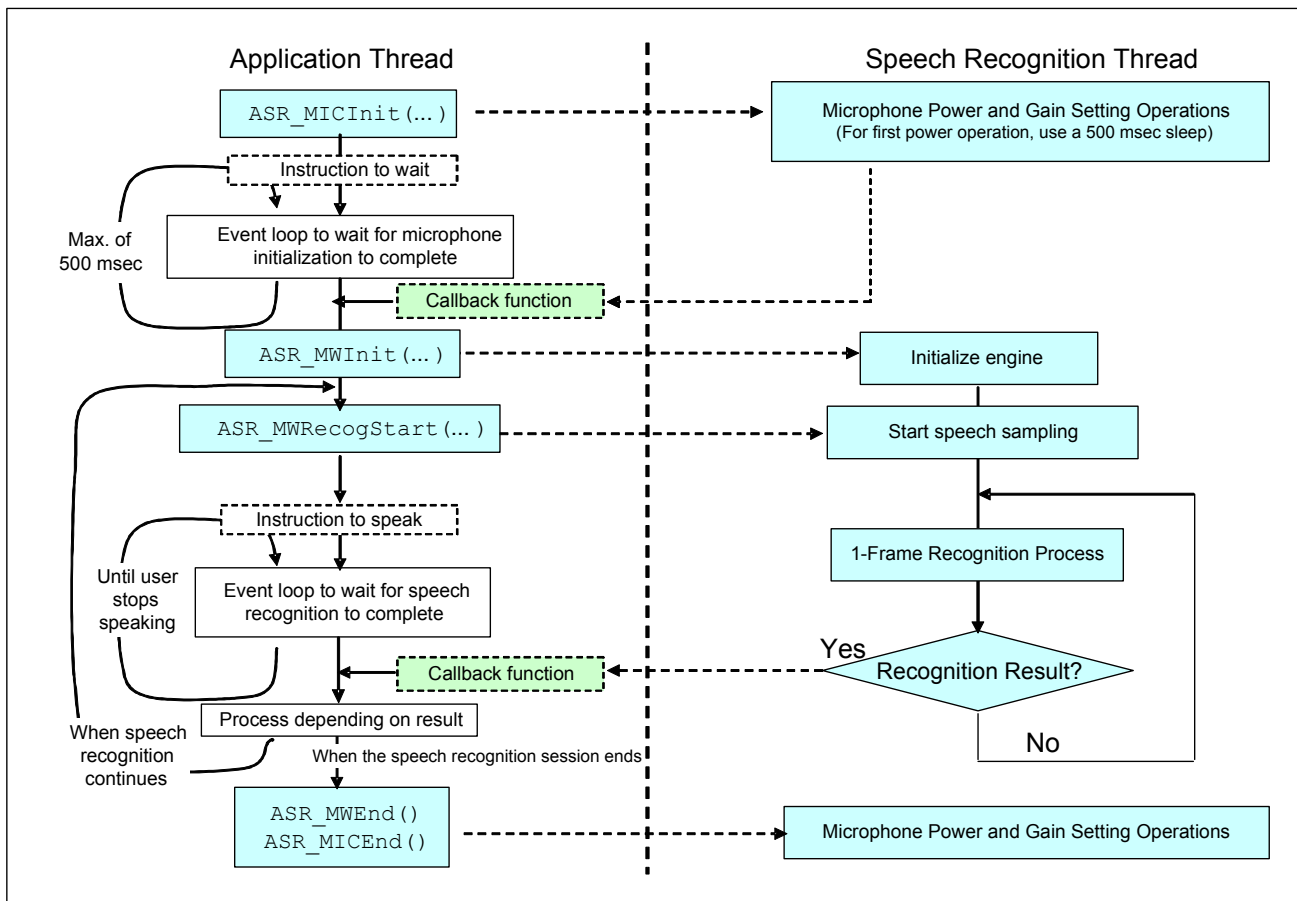 Application Thread
Speech Recognition Thread
ASR_MICInit(...)
Microphone Power and Gain Setting Operations
(For first power operation, use a 500 msec sleep)
Instruction to wait
Event loop to wait for microphone
initialization to complete
Max. of
500 msec
Callback function
ASR_MWInit(...)
Initialize engine
ASR_MWRecogStart(...)
Start speech sampling
Instruction to speak
1-Frame Recognition Process
Until user
stops
speaking
Event loop to wait for speech
recognition to complete
Yes
Recognition Result?
Callback function
Process depending on result
No
When speech
recognition
continues
When the speech recognition session ends
ASR_MWEnd()
ASR_MICEnd()
Microphone Power and Gain Setting Operations